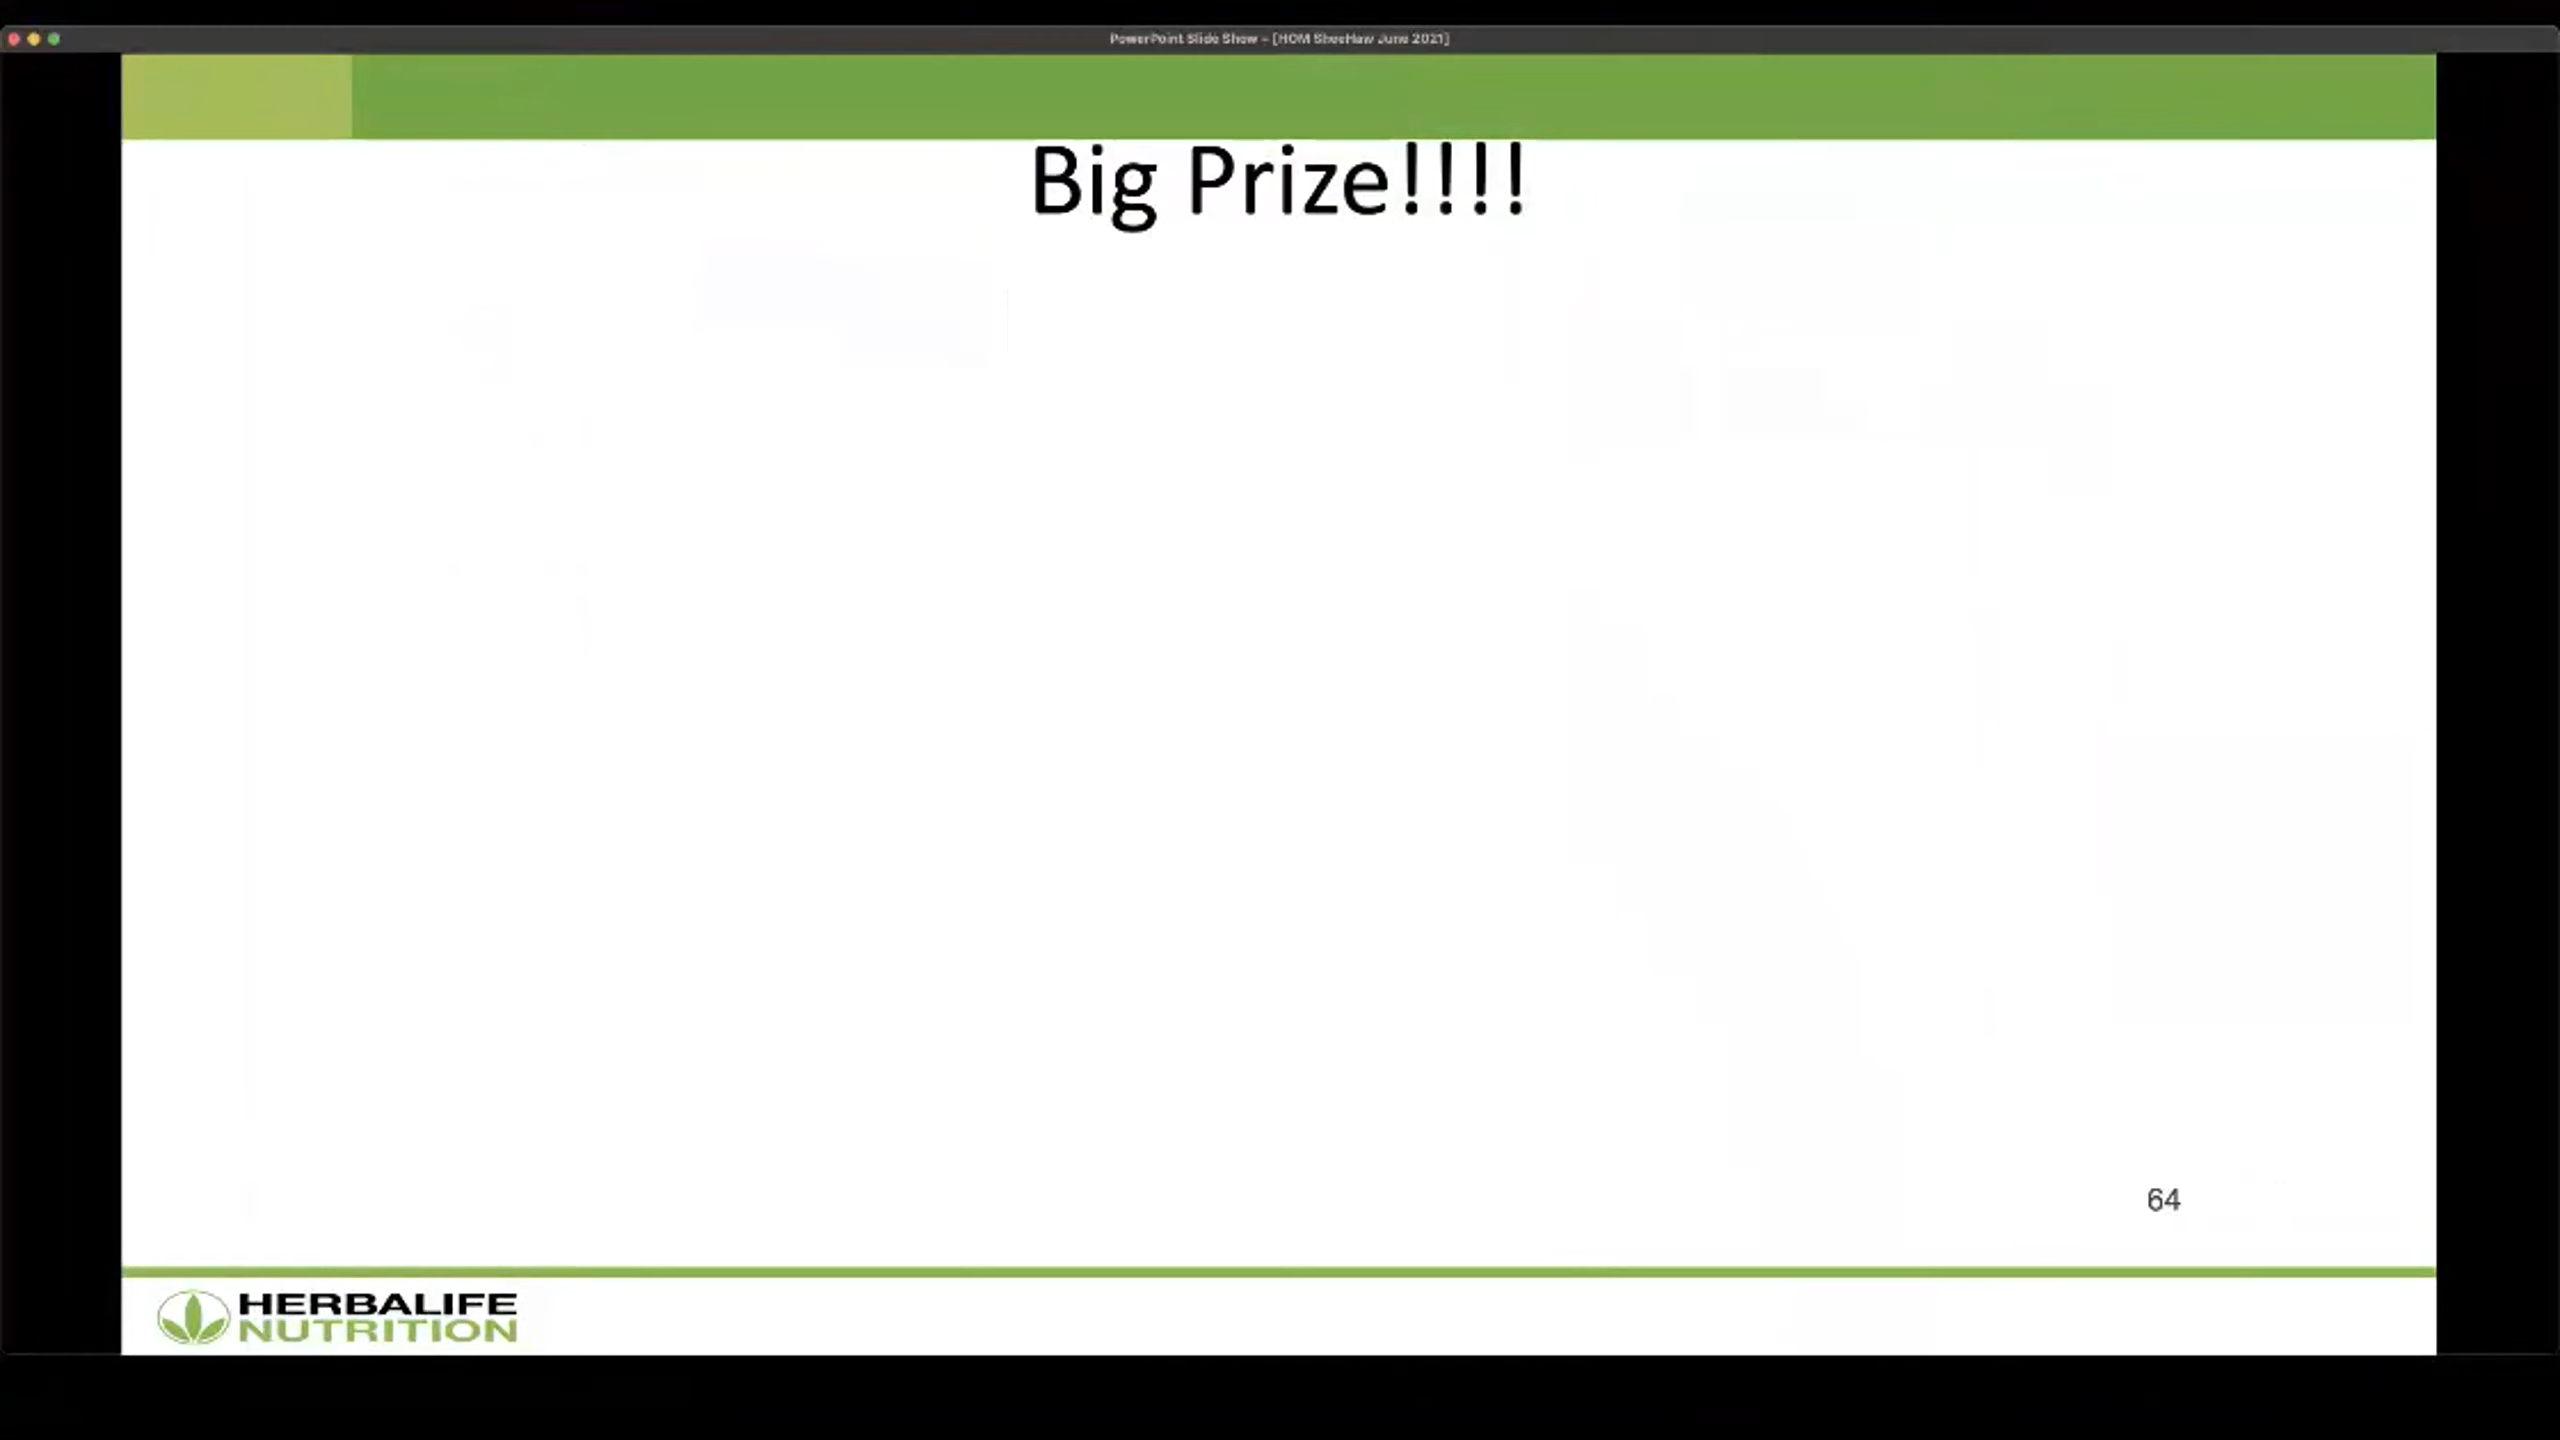 PowerPoint Slide Show - [HOM SheeHaw June 2021]
Big Prize!!!!
64
HERBALIFE
NUTRITION